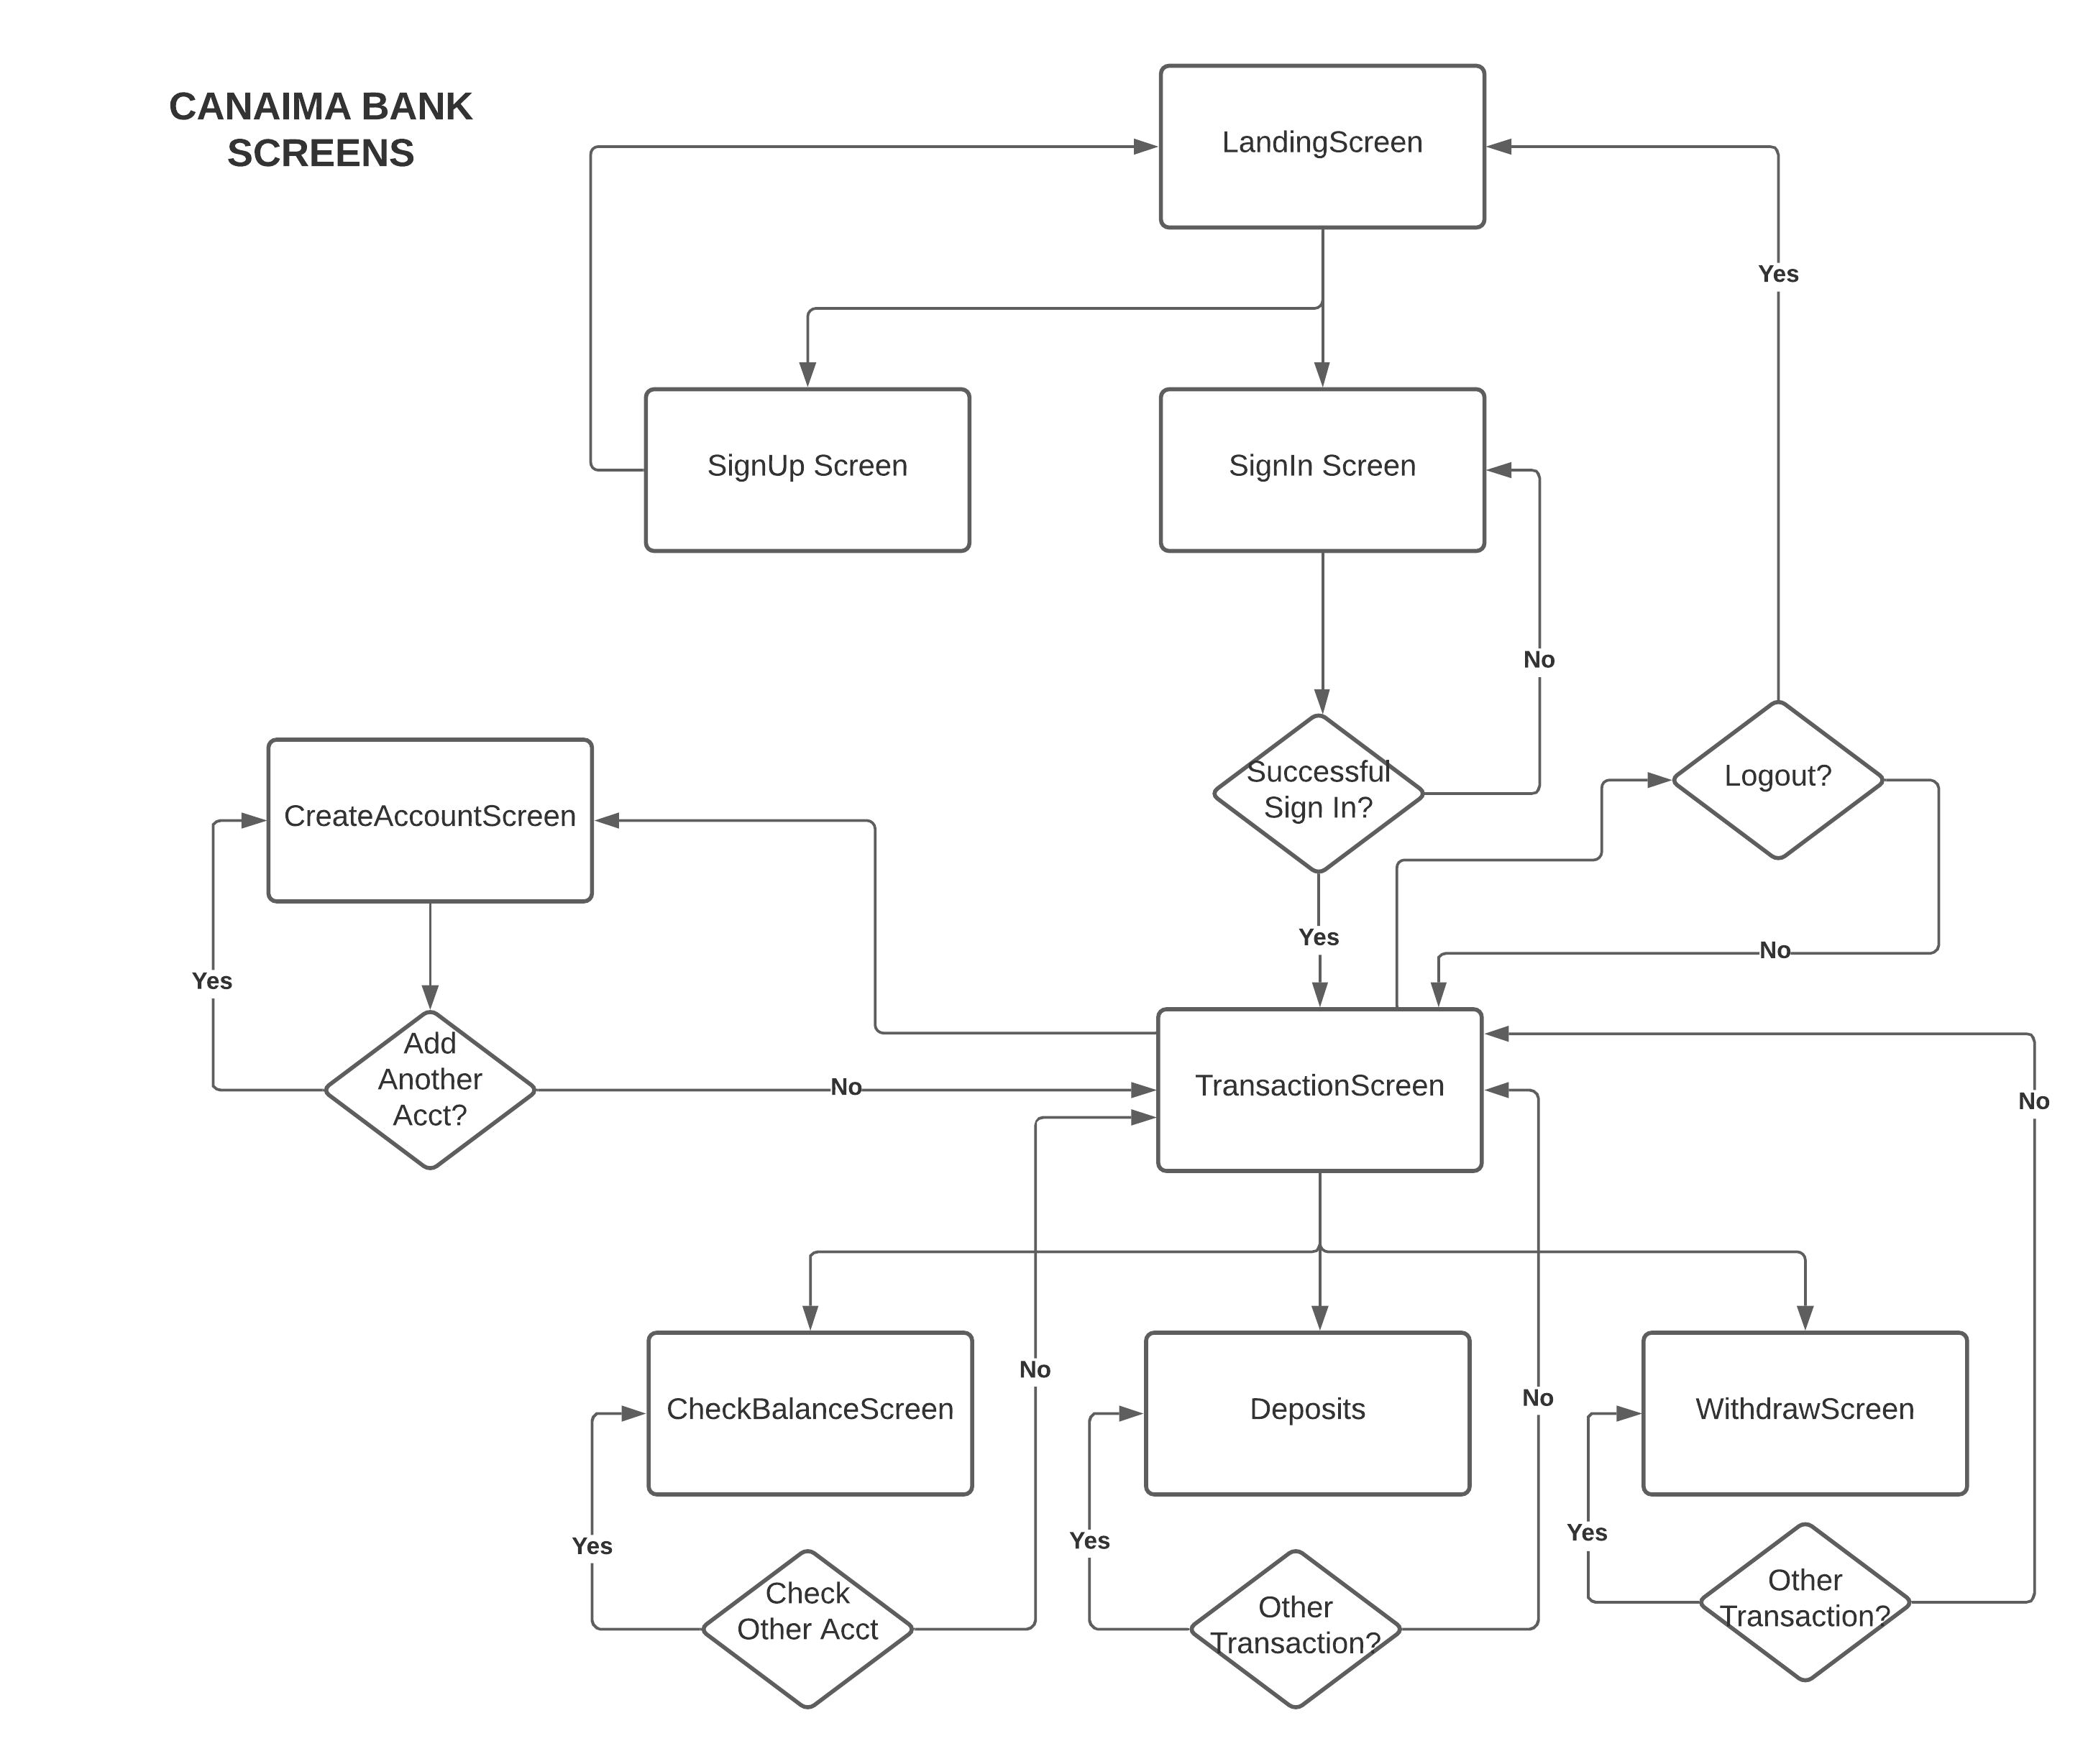 CANAIMA BANK
SCREENS
LandingScreen
Yes
SignUp Screen
SignIn Screen
No
Successful
Sign In?
Logout?
CreateAccountScreen
Yes
No
Yes
Add
Another
Acct?
No
TransactionScreen
No
No
No
CheckBalanceScreen
Deposits
WithdrawScreen
Yes
Yes
Yes
Check
Other Acct
Other
Transaction?
Other
Transaction?